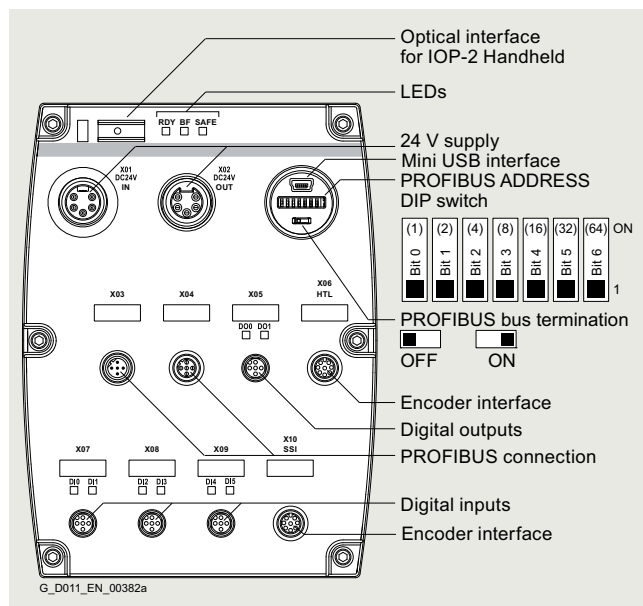 Optical interface
for IOP-2 Handheld
LEDs
RDY BF SAFE
24 V supply
Mini USB interface
PROFIBUS ADDRESS
DIP switch
X01
DC24V
IN
X02
DC24V
OUT
(1) (2) (4) (8) (16) (32) (64) ON
Bit 0 Bit 1 Bit 2 Bit 3 Bit 4 Bit 5 Bit 6
1
PROFIBUS bus termination
OFF ON
X03 X04 X05 X06
HTL
DO0 DO1
Encoder interface
Digital outputs
PROFIBUS connection
X07 X08 X09 X10
SSI
DI0 DI1 DI2 DI3 DI4 DI5
Digital inputs
Encoder interface
G_D011_EN_00382a